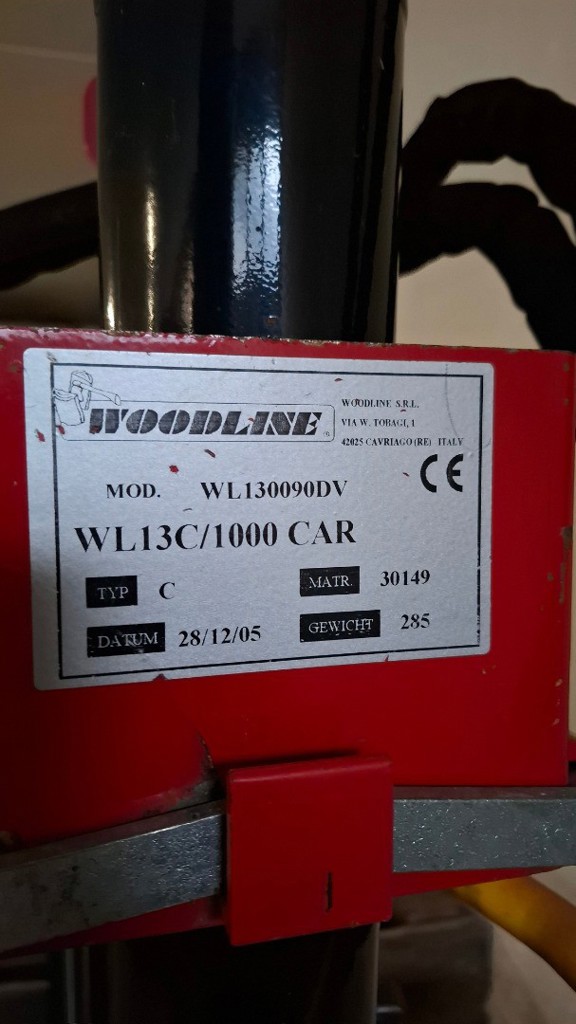 WOODLINE ®
WOODLINE S.R.L.
VIA W. TOBAGI, 1
42025 CAVRIAGO (RE) ITALY
CE
MOD. WL130090DV
WL13C/1000 CAR
TYP C MATR. 30149
DATUM 28/12/05 GEWICHT 285